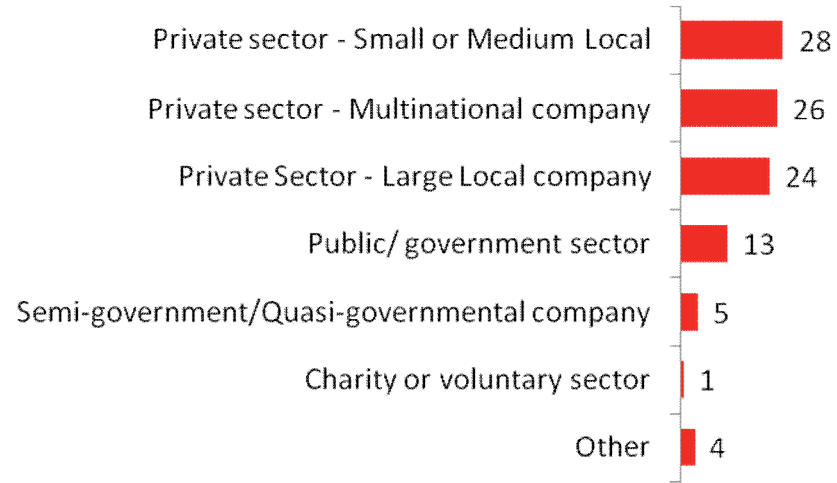 Private sector - Small or Medium Local 28
Private sector - Multinational company 26
Private Sector - Large Local company 24
Public/ government sector 13
Semi-government/Quasi-governmental company 5
Charity or voluntary sector 1
Other 4